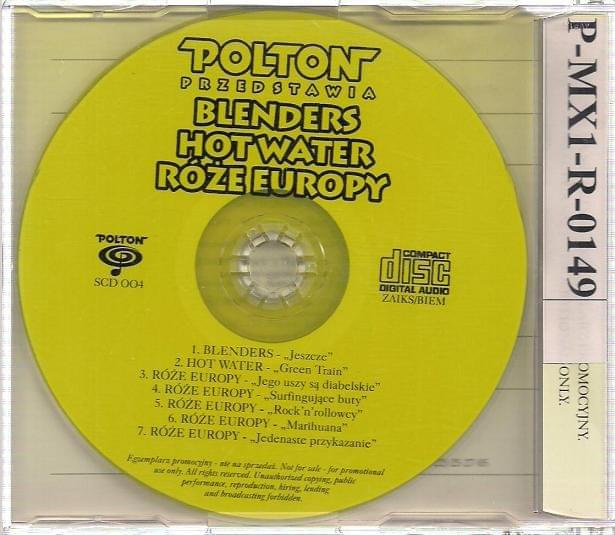 POLTON
PRZEDSTAWIA
BLENDERS
HOT WATER
RÓŻE EUROPY
POLTON
SCD OO4
COMPACT
disc
DIGITAL AUDIO
ZAIKS/BIEM
1. BLENDERS - „Jeszcze”
2. HOT WATER - „Green Train”
3. RÓŻE EUROPY - „Jego uszy są diabelskie”
4. RÓŻE EUROPY - „Surfingujące buty”
5. RÓŻE EUROPY - „Rock'n'rollowcy”
6. RÓŻE EUROPY - „Marihuana”
7. RÓŻE EUROPY - „Jedenaste przykazanie”
Egzemplarz promocyjny - nie na sprzedaż. Not for sale - for promotional
use only. All rights reserved. Unauthorized copying, public
performance, reproduction, hiring, lending
and broadcasting forbidden.
P-MX1-R-0149
OMOCYJNY.
ONLY.